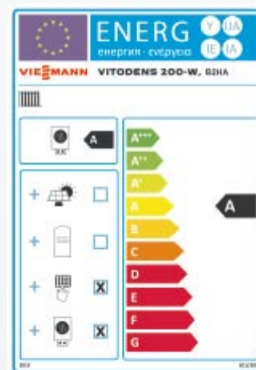 ENERG
енергия · ενέργεια
Y IJA
IE IA
VIESMANN VITODENS 200-W, B2HA
A
A+++
A++
A+
A
B
C
D
E
F
G
A
+
+
+ X
+ X